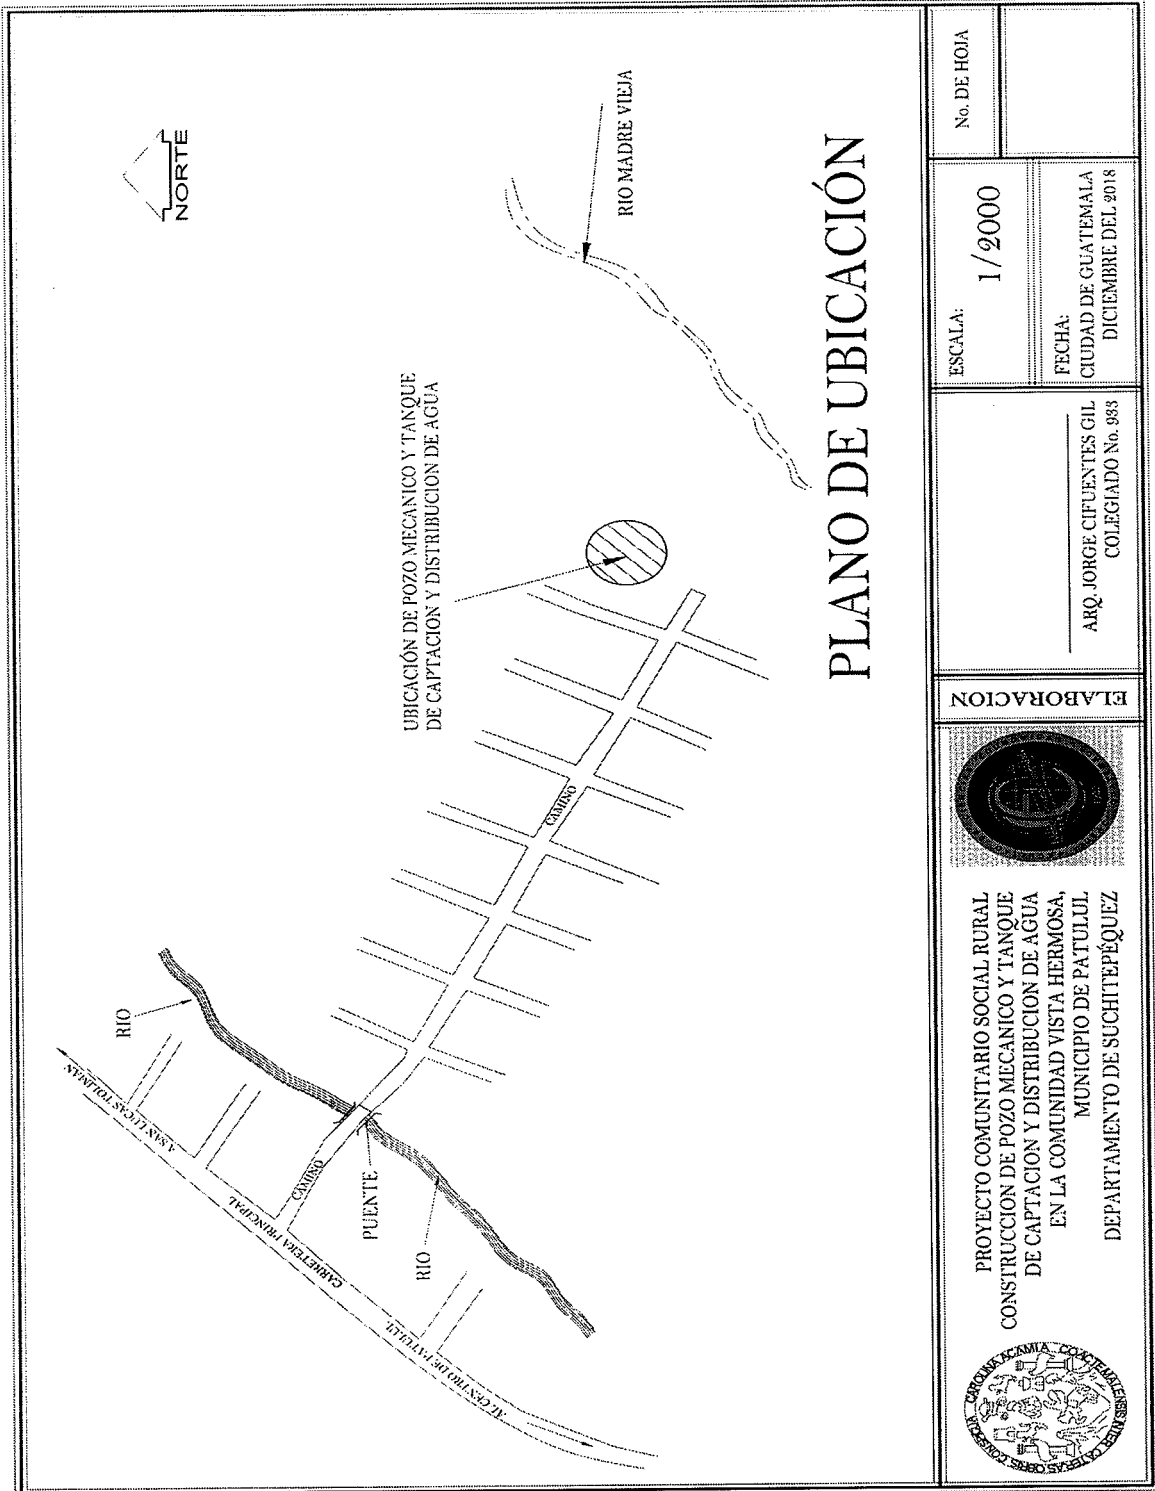 NORTE
RIO MADRE VIEJA
UBICACIÓN DE POZO MECANICO Y TANQUE
DE CAPTACION Y DISTRIBUCION DE AGUA
RIO
A SAN LUCAS TOLIMAN
CARRETERA PRINCIPAL
CAMINO
CAMINO
PUENTE
RIO
AL CENTRO DE PATULUL
PLANO DE UBICACIÓN
PROYECTO COMUNITARIO SOCIAL RURAL
CONSTRUCCION DE POZO MECANICO Y TANQUE
DE CAPTACION Y DISTRIBUCION DE AGUA
EN LA COMUNIDAD VISTA HERMOSA,
MUNICIPIO DE PATULUL
DEPARTAMENTO DE SUCHITEPÉQUEZ
ELABORACION
ARQ. JORGE CIFUENTES GIL
COLEGIADO No. 933
ESCALA:
1/2000
FECHA:
CIUDAD DE GUATEMALA
DICIEMBRE DEL 2018
No. DE HOJA